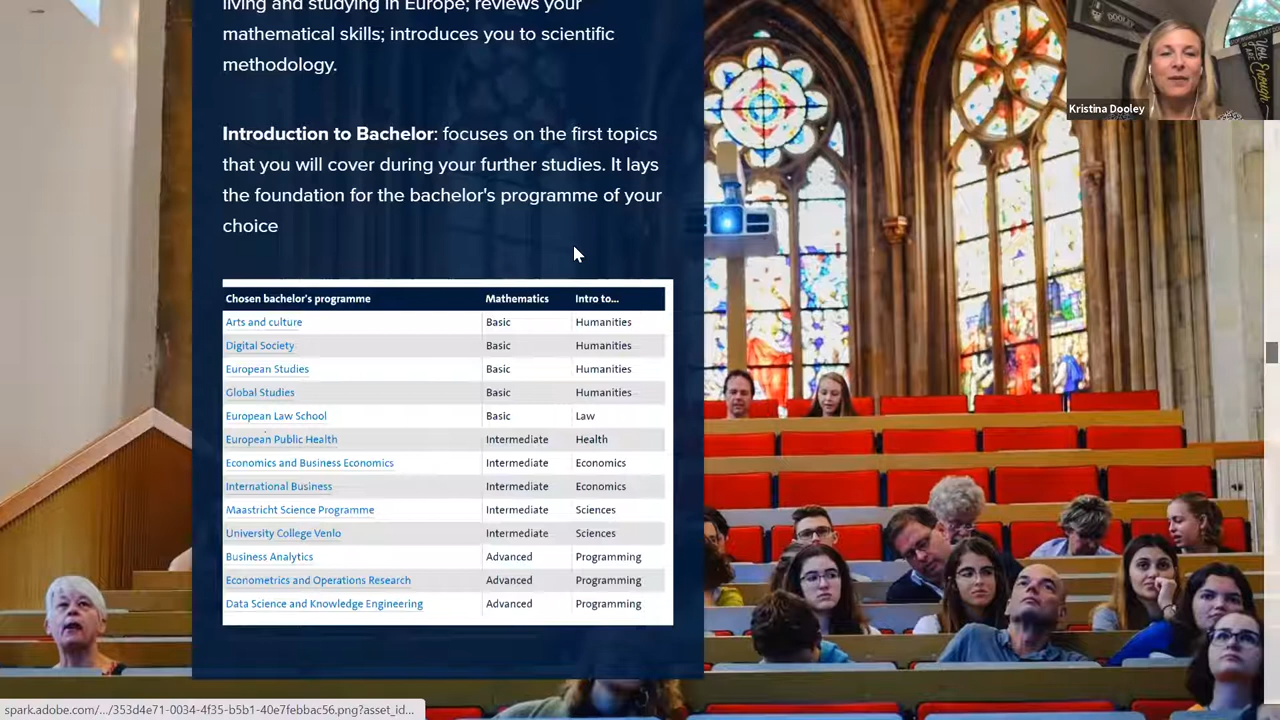 living and studying in Europe; reviews your
mathematical skills; introduces you to scientific
methodology.
Introduction to Bachelor: focuses on the first topics
that you will cover during your further studies. It lays
the foundation for the bachelor's programme of your
choice
Chosen bachelor's programme Mathematics Intro to...
Arts and culture Basic Humanities
Digital Society Basic Humanities
European Studies Basic Humanities
Global Studies Basic Humanities
European Law School Basic Law
European Public Health Intermediate Health
Economics and Business Economics Intermediate Economics
International Business Intermediate Economics
Maastricht Science Programme Intermediate Sciences
University College Venlo Intermediate Sciences
Business Analytics Advanced Programming
Econometrics and Operations Research Advanced Programming
Data Science and Knowledge Engineering Advanced Programming
DOOLEY
You are Enough
Kristina Dooley
spark.adobe.com/.../353d4e71-0034-4f35-b5b1-40e7febbac56.png?asset_id...